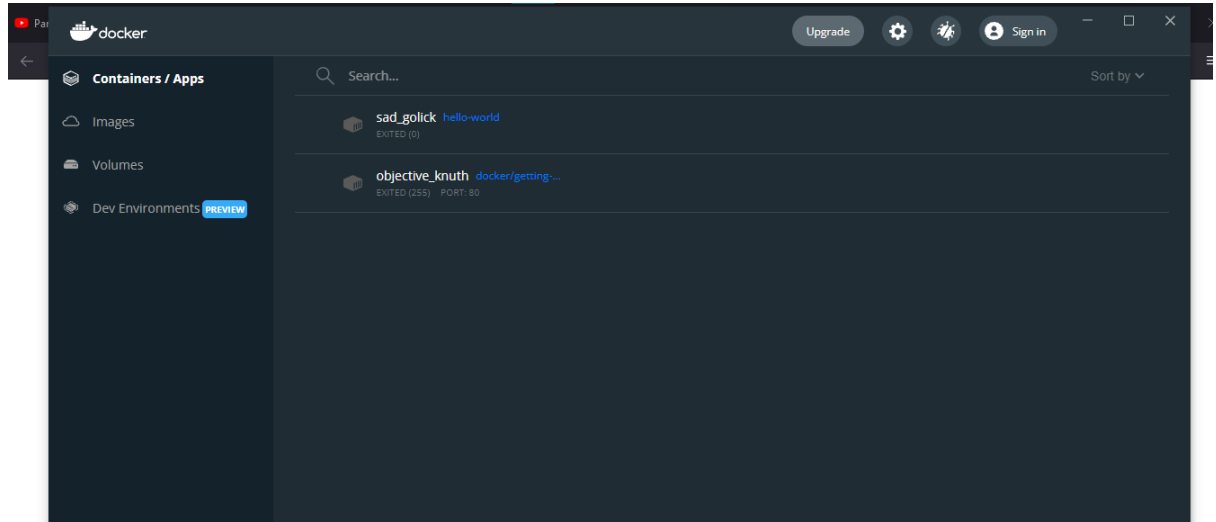 Par
docker
Upgrade
Sign in
Containers / Apps
Search...
Sort by
Images
sad_golick hello-world
EXITED (0)
Volumes
objective_knuth docker/getting-...
EXITED (255) PORT: 80
Dev Environments PREVIEW